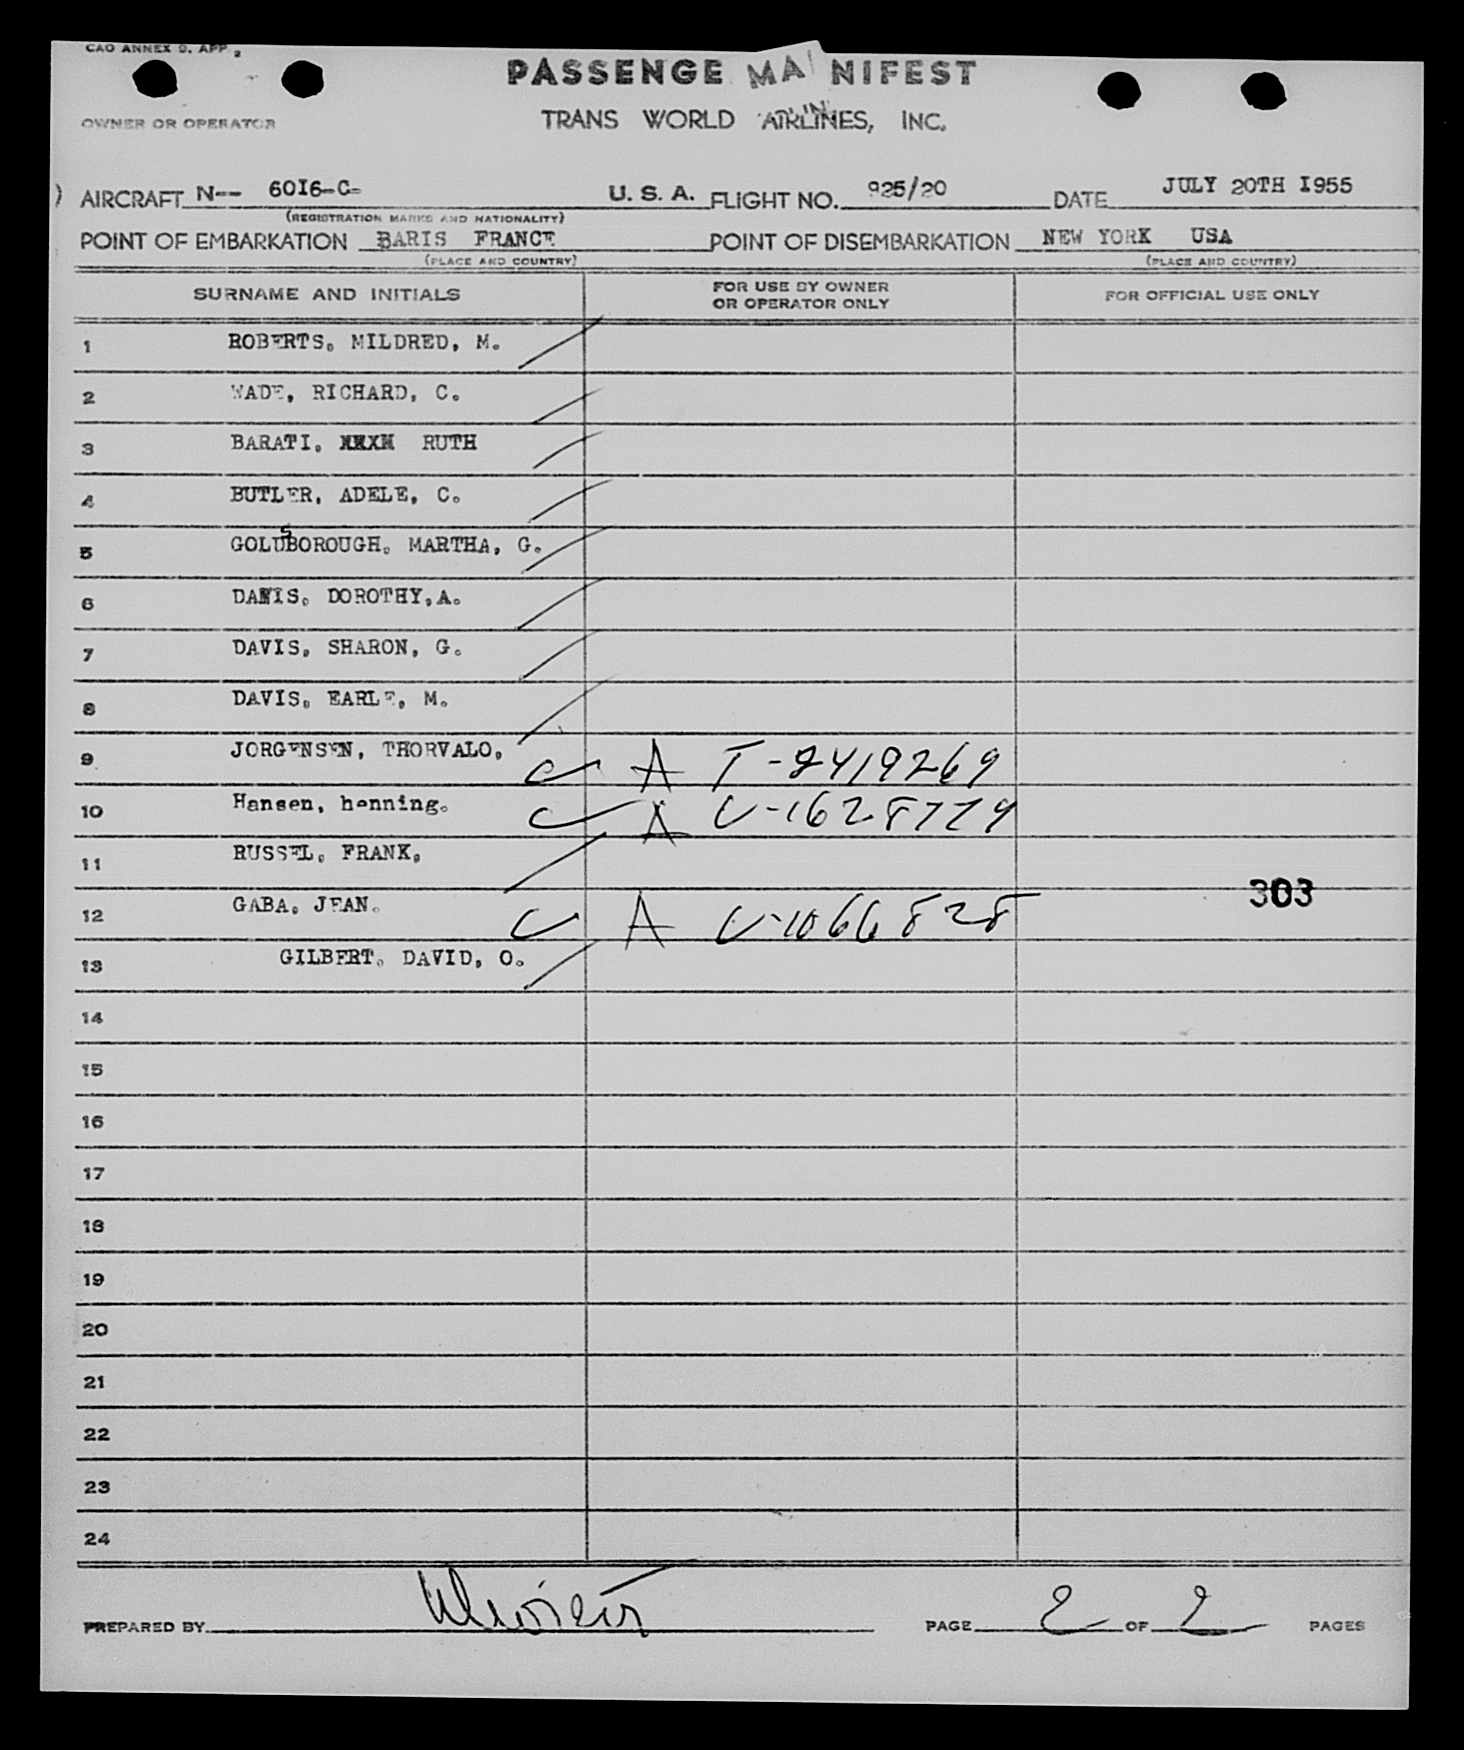 CAO ANNEX 9. APP 2
PASSENGE MA NIFEST
OWNER OR OPERATOR
TRANS WORLD AIRLINES, INC.
AIRCRAFT N-- 60I6-C- U. S. A. FLIGHT NO. 925/20 DATE JULY 20TH I955
(REGISTRATION MARKS AND NATIONALITY)
POINT OF EMBARKATION BARIS FRANCE POINT OF DISEMBARKATION NEW YORK USA
(PLACE AND COUNTRY) (PLACE AND COUNTRY)
SURNAME AND INITIALS FOR USE BY OWNER OR OPERATOR ONLY FOR OFFICIAL USE ONLY
1 ROBERTS, MILDRED, M.
2 WADE, RICHARD, C.
3 BARATI, RUTH
4 BUTLER, ADELE, C.
5 GOLDSBOROUGH, MARTHA, G.
6 DAVIS, DOROTHY,A.
7 DAVIS, SHARON, G.
8 DAVIS, EARLE, M.
9 JORGENSEN, THORVALO, A T-2419269
10 Hansen, henning. A V-1628779
11 RUSSEL, FRANK,
12 GABA, JEAN. A V-1066828 303
13 GILBERT, DAVID, O.
14
15
16
17
18
19
20
21
22
23
24
PREPARED BY PAGE 2 OF 2 PAGES